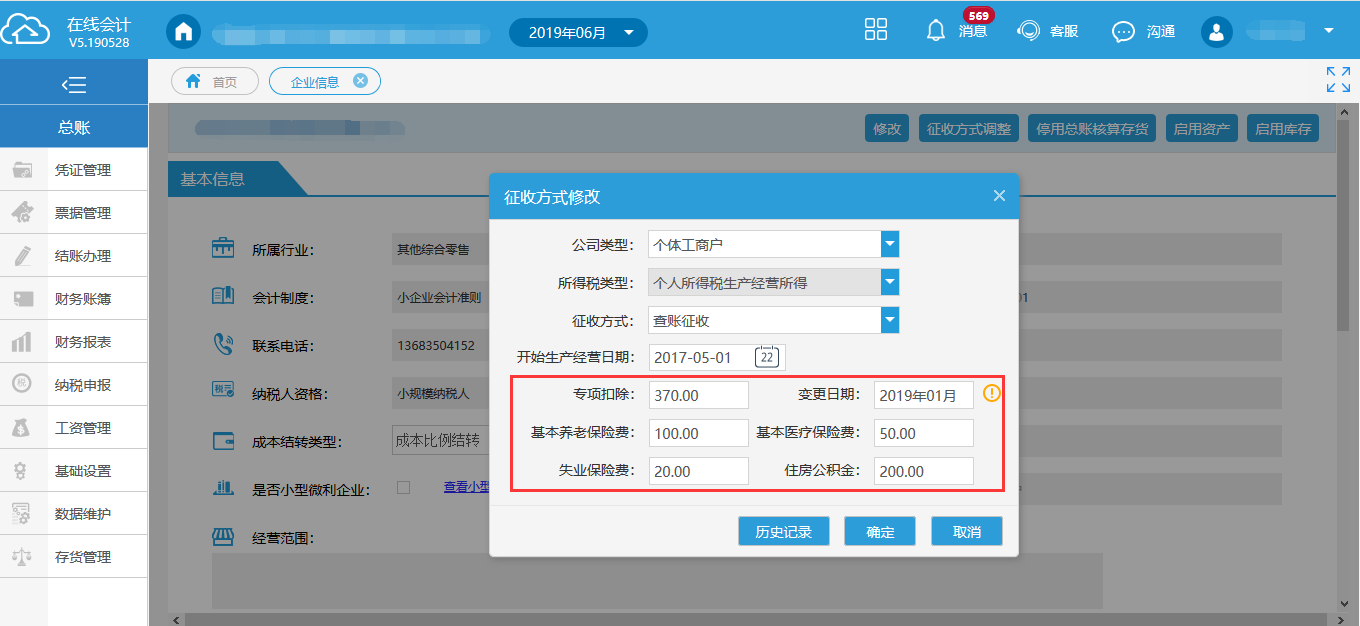 在线会计
V5.190528
2019年06月
569
消息
客服
沟通
首页
企业信息
总账
凭证管理
票据管理
结账办理
财务账簿
财务报表
纳税申报
工资管理
基础设置
数据维护
存货管理
修改
征收方式调整
停用总账核算存货
启用资产
启用库存
基本信息
所属行业：
其他综合零售
会计制度：
小企业会计准则
01
联系电话：
13683504152
纳税人资格：
小规模纳税人
成本结转类型：
成本比例结转
是否小型微利企业：
查看小型
经营范围：
征收方式修改
公司类型：
个体工商户
所得税类型：
个人所得税生产经营所得
征收方式：
查账征收
开始生产经营日期：
2017-05-01
22
专项扣除：
370.00
变更日期：
2019年01月
基本养老保险费：
100.00
基本医疗保险费：
50.00
失业保险费：
20.00
住房公积金：
200.00
历史记录
确定
取消